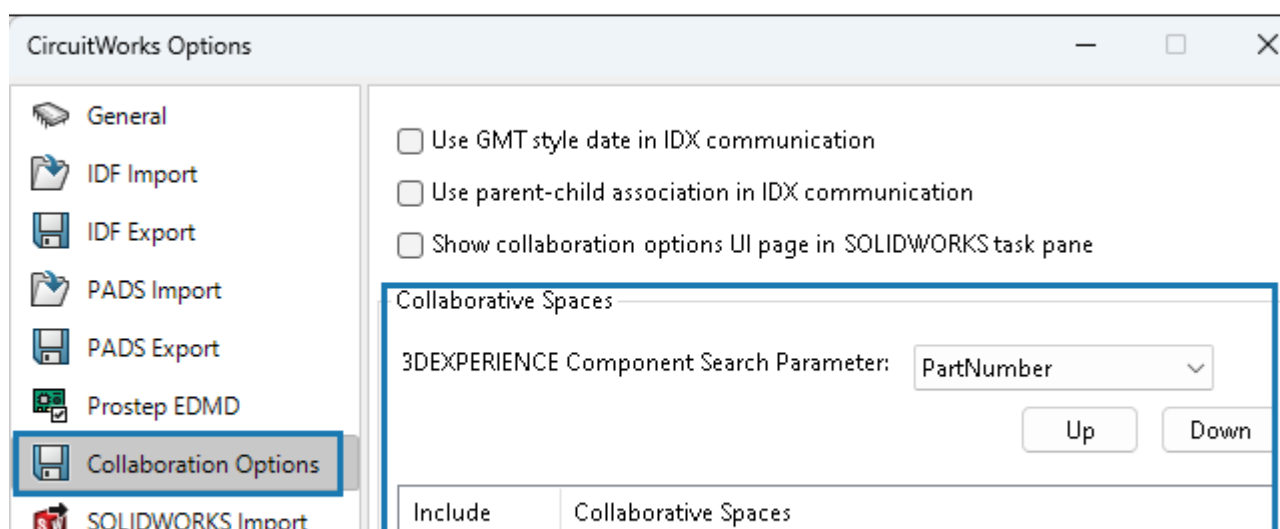 CircuitWorks Options
General
IDF Import
IDF Export
PADS Import
PADS Export
Prostep EDMD
Collaboration Options
SOLIDWORKS Import
Use GMT style date in IDX communication
Use parent-child association in IDX communication
Show collaboration options UI page in SOLIDWORKS task pane
Collaborative Spaces
3DEXPERIENCE Component Search Parameter: PartNumber
Up Down
Include Collaborative Spaces